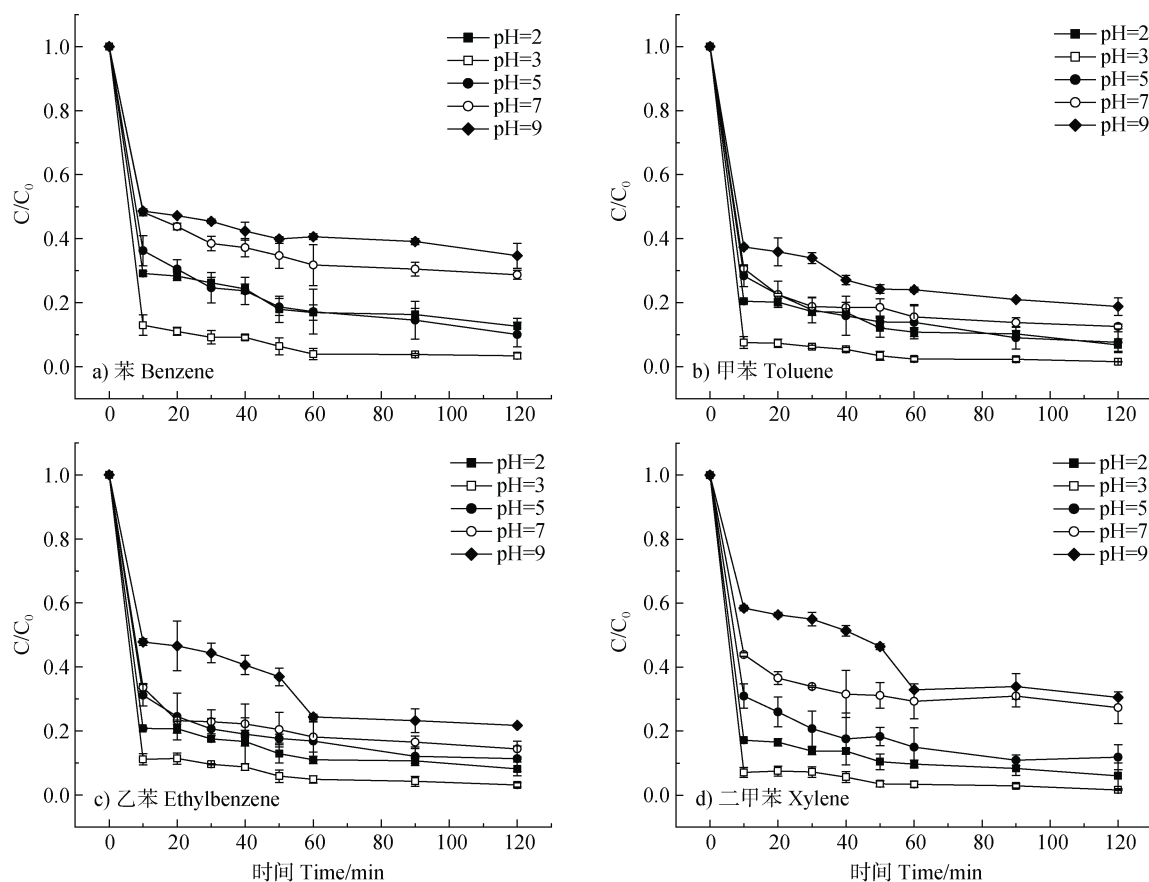 1.0
0.8
0.6
0.4
0.2
0.0
C/C₀
pH=2
pH=3
pH=5
pH=7
pH=9
a) 苯 Benzene
0 20 40 60 80 100 120
1.0
0.8
0.6
0.4
0.2
0.0
C/C₀
pH=2
pH=3
pH=5
pH=7
pH=9
b) 甲苯 Toluene
0 20 40 60 80 100 120
1.0
0.8
0.6
0.4
0.2
0.0
C/C₀
pH=2
pH=3
pH=5
pH=7
pH=9
c) 乙苯 Ethylbenzene
0 20 40 60 80 100 120
时间 Time/min
1.0
0.8
0.6
0.4
0.2
0.0
C/C₀
pH=2
pH=3
pH=5
pH=7
pH=9
d) 二甲苯 Xylene
0 20 40 60 80 100 120
时间 Time/min